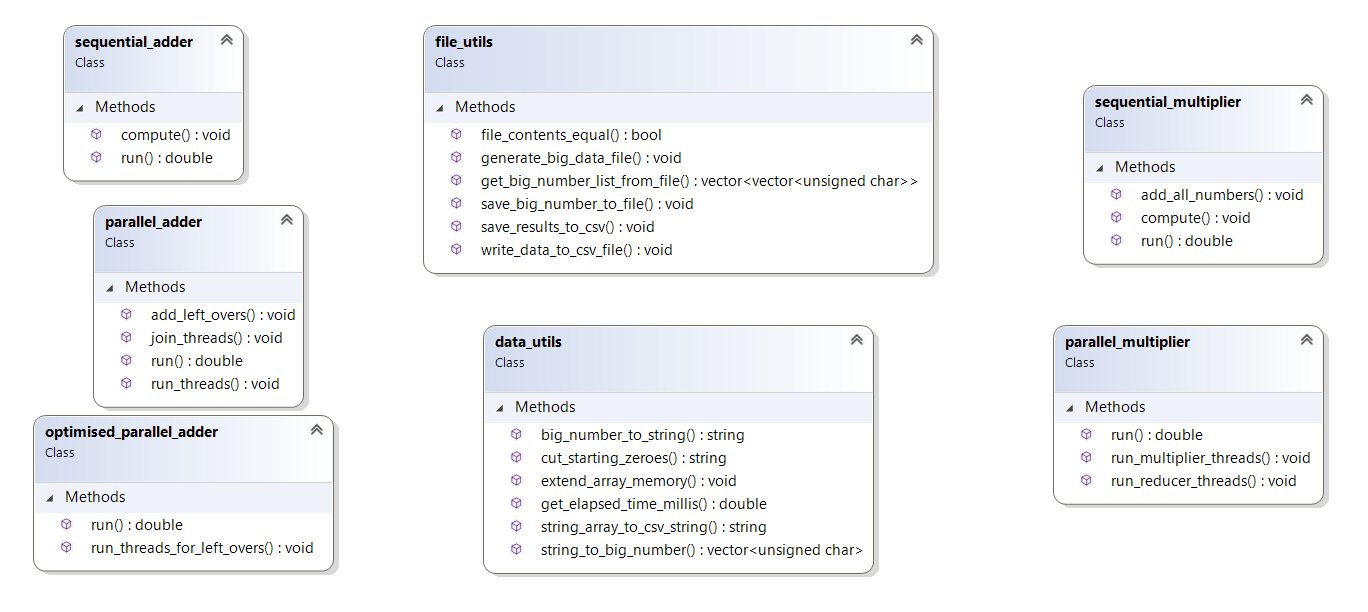 sequential_adder
Class
Methods
compute() : void
run() : double
parallel_adder
Class
Methods
add_left_overs() : void
join_threads() : void
run() : double
run_threads() : void
optimised_parallel_adder
Class
Methods
run() : double
run_threads_for_left_overs() : void
file_utils
Class
Methods
file_contents_equal() : bool
generate_big_data_file() : void
get_big_number_list_from_file() : vector<vector<unsigned char>>
save_big_number_to_file() : void
save_results_to_csv() : void
write_data_to_csv_file() : void
data_utils
Class
Methods
big_number_to_string() : string
cut_starting_zeroes() : string
extend_array_memory() : void
get_elapsed_time_millis() : double
string_array_to_csv_string() : string
string_to_big_number() : vector<unsigned char>
sequential_multiplier
Class
Methods
add_all_numbers() : void
compute() : void
run() : double
parallel_multiplier
Class
Methods
run() : double
run_multiplier_threads() : void
run_reducer_threads() : void